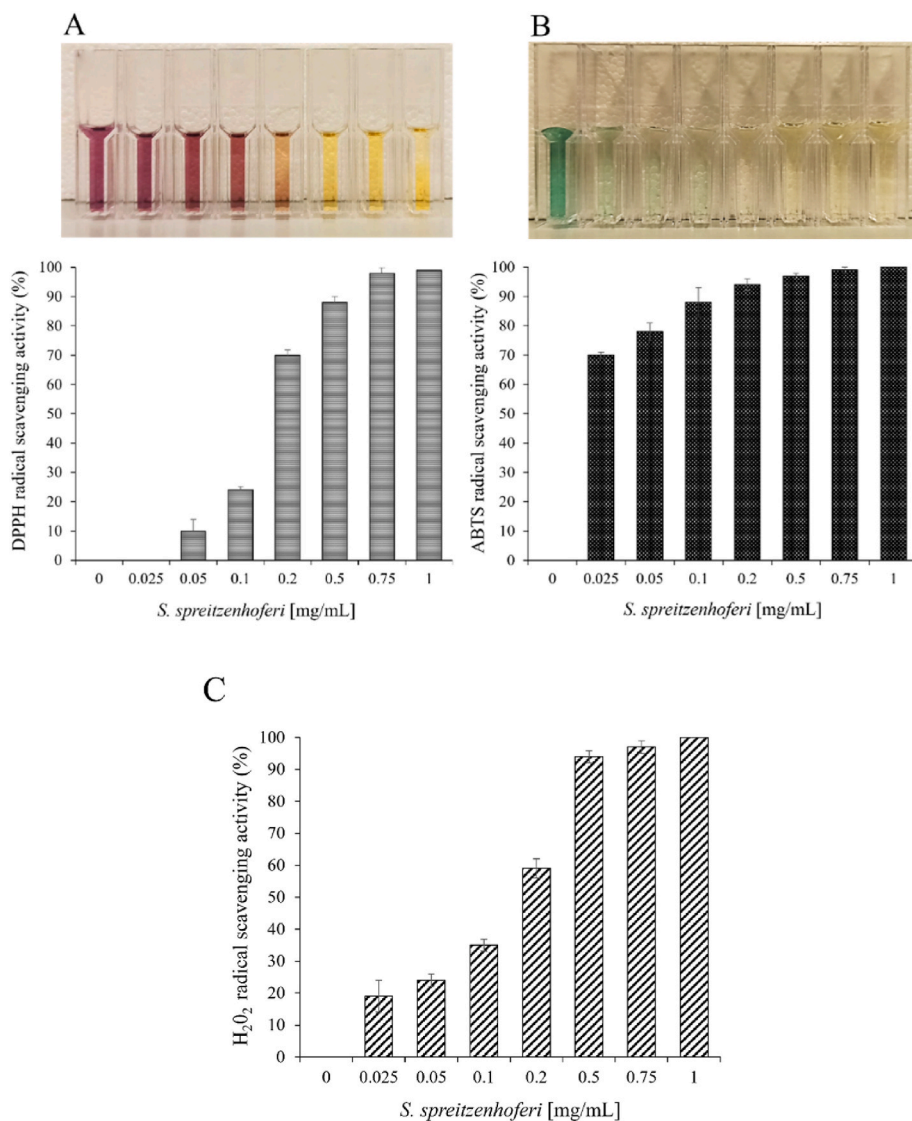 A
B
DPPH radical scavenging activity (%)
100
90
80
70
60
50
40
30
20
10
0
0 0.025 0.05 0.1 0.2 0.5 0.75 1
S. spreitzenhoferi [mg/mL]
ABTS radical scavenging activity (%)
100
90
80
70
60
50
40
30
20
10
0
0 0.025 0.05 0.1 0.2 0.5 0.75 1
S. spreitzenhoferi [mg/mL]
C
H₂0₂ radical scavenging activity (%)
100
90
80
70
60
50
40
30
20
10
0
0 0.025 0.05 0.1 0.2 0.5 0.75 1
S. spreitzenhoferi [mg/mL]